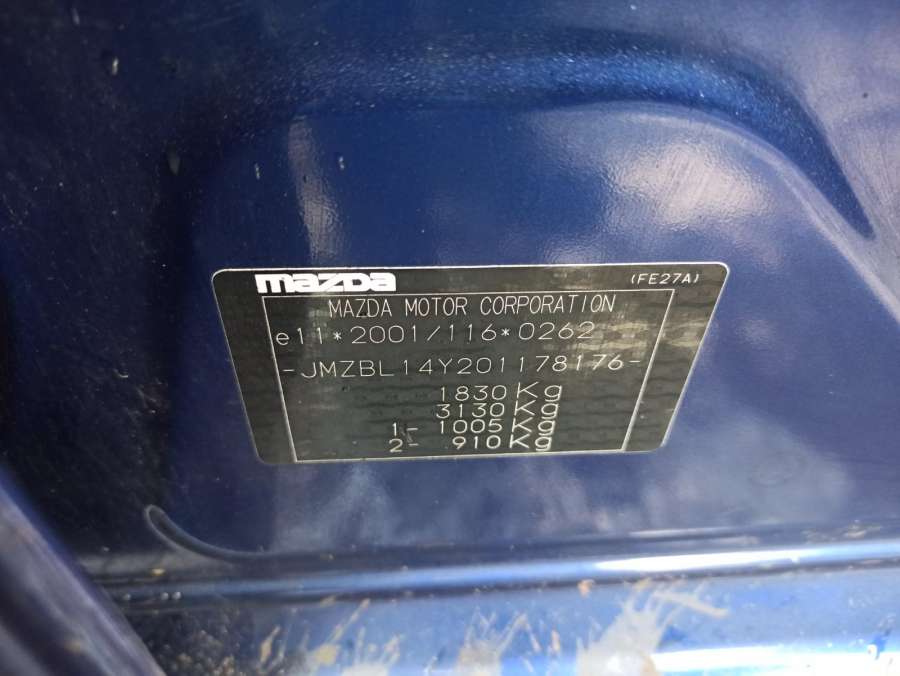 mazda (FE27A)
MAZDA MOTOR CORPORATION
e11*2001/116*0262
-JMZBL14Y201178176-
1830Kg
3130Kg
1- 1005Kg
2- 910Kg